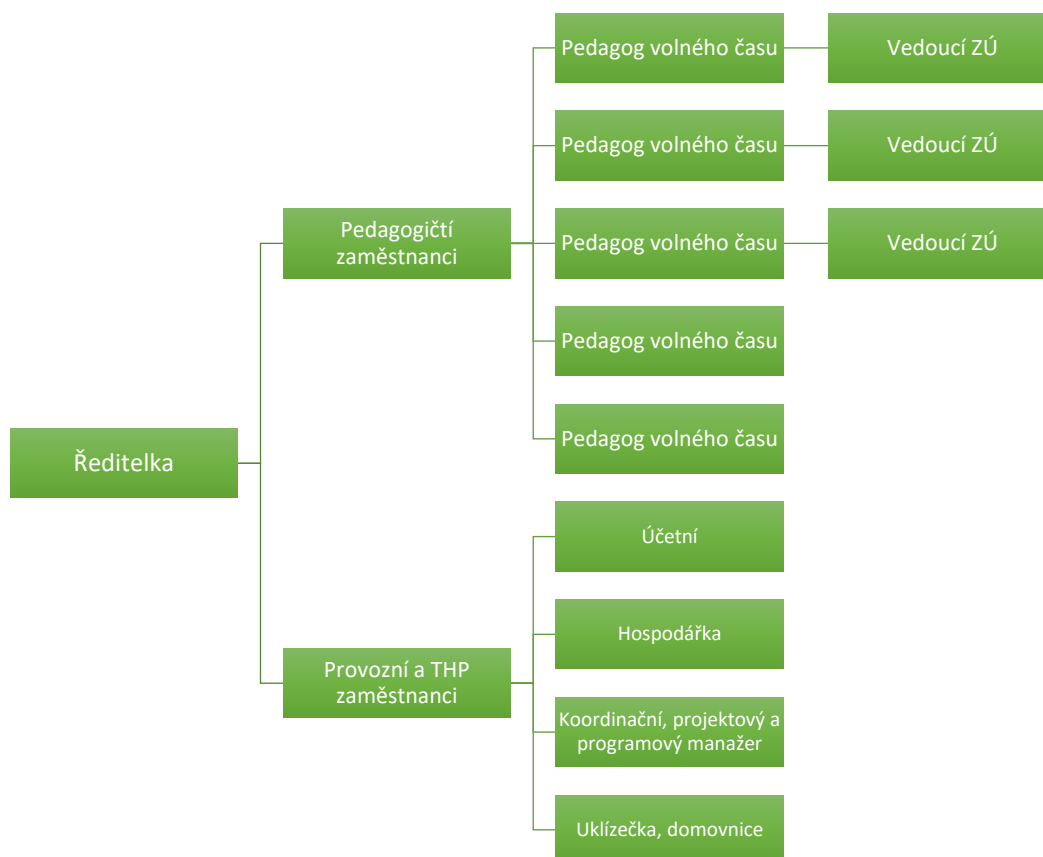 Pedagog volného času
Vedoucí ZÚ
Pedagog volného času
Vedoucí ZÚ
Pedagogičtí
zaměstnanci
Pedagog volného času
Vedoucí ZÚ
Pedagog volného času
Pedagog volného času
Ředitelka
Účetní
Hospodářka
Provozní a THP
zaměstnanci
Koordinační, projektový a
programový manažer
Uklízečka, domovnice